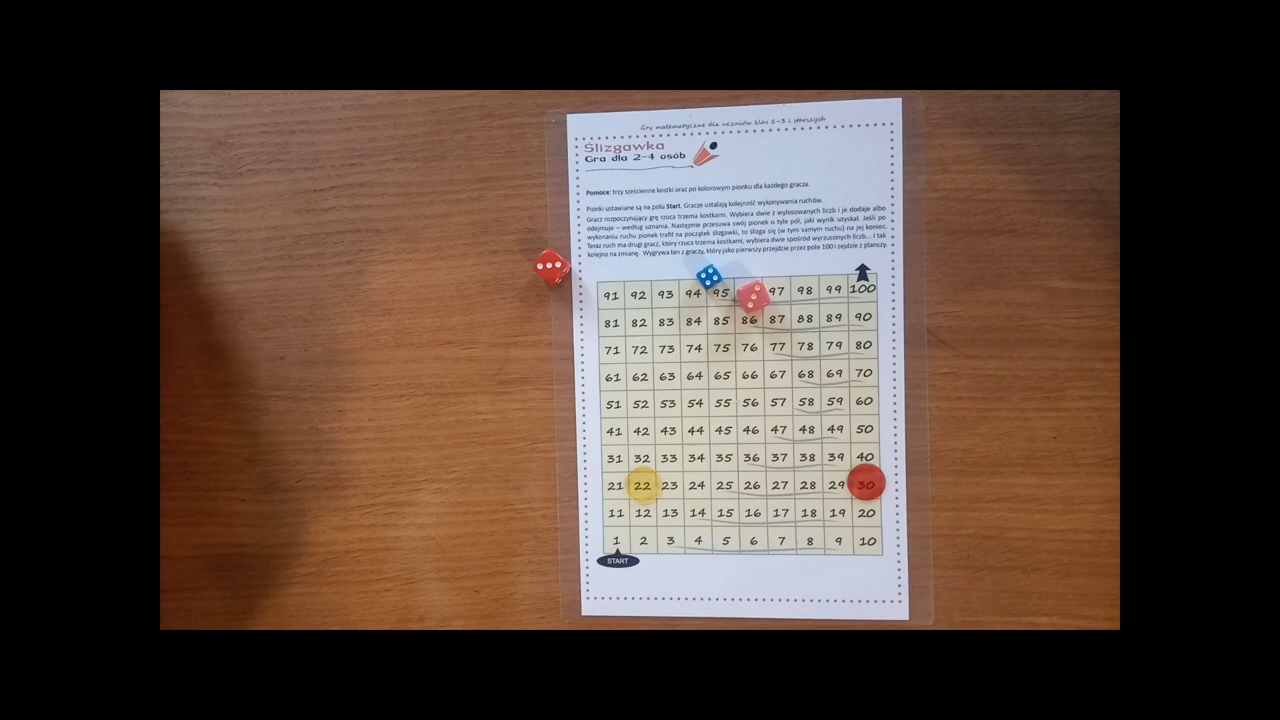 Gry matematyczne dla uczniów klas 1-3 i starszych
Ślizgawka
Gra dla 2-4 osób
Pomoce: trzy sześcienne kostki oraz po kolorowym pionku dla każdego gracza.
Pionki ustawiane są na polu Start. Gracze ustalają kolejność wykonywania ruchów.
Gracz rozpoczynający grę rzuca trzema kostkami. Wybiera dwie z wylosowanych liczb i je dodaje albo
odejmuje – według uznania. Następnie przesuwa swój pionek o tyle pól, jaki wynik uzyskał. Jeśli po
wykonaniu ruchu pionek trafił na początek ślizgawki, to ślizga się (w tym samym ruchu) na jej koniec.
Teraz ruch ma drugi gracz, który rzuca trzema kostkami, wybiera dwie spośród wyrzuconych liczb... I tak
kolejno na zmianę. Wygrywa ten z graczy, który jako pierwszy przejdzie przez pole 100 i zejdzie z planszy.
91 92 93 94 95 97 98 99 100
81 82 83 84 85 86 87 88 89 90
71 72 73 74 75 76 77 78 79 80
61 62 63 64 65 66 67 68 69 70
51 52 53 54 55 56 57 58 59 60
41 42 43 44 45 46 47 48 49 50
31 32 33 34 35 36 37 38 39 40
21 22 23 24 25 26 27 28 29 30
11 12 13 14 15 16 17 18 19 20
1 2 3 4 5 6 7 8 9 10
START